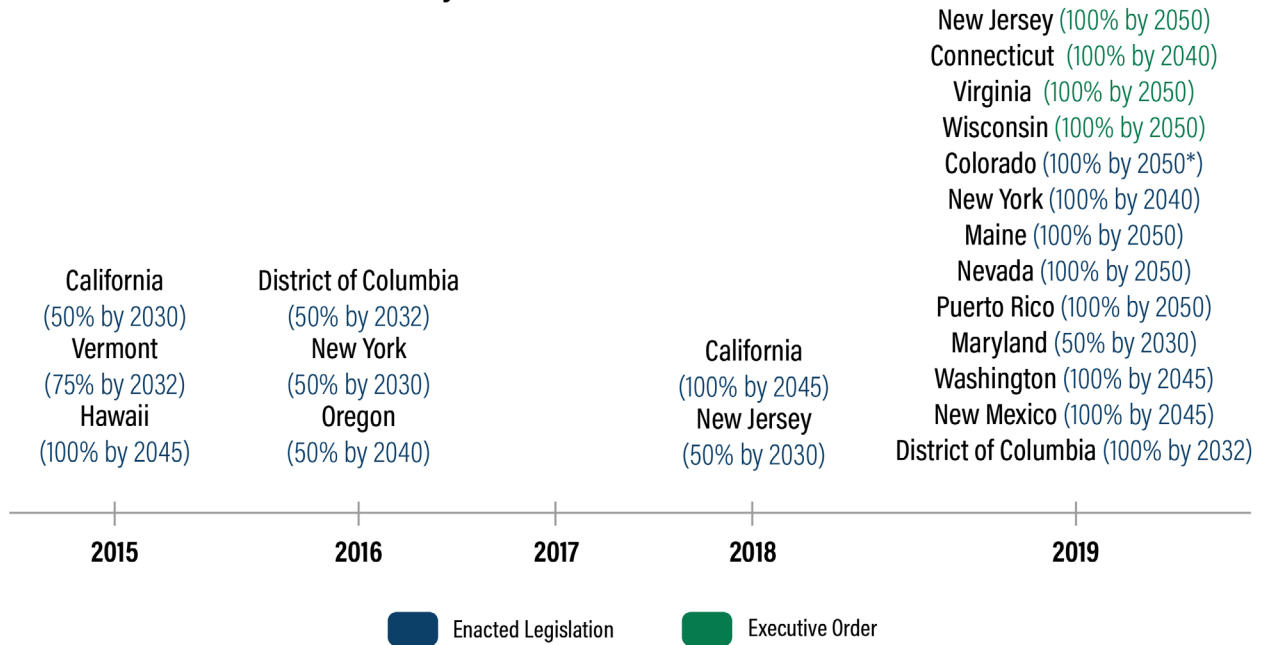 New Jersey (100% by 2050)
Connecticut (100% by 2040)
Virginia (100% by 2050)
Wisconsin (100% by 2050)
Colorado (100% by 2050*)
New York (100% by 2040)
Maine (100% by 2050)
Nevada (100% by 2050)
Puerto Rico (100% by 2050)
Maryland (50% by 2030)
Washington (100% by 2045)
New Mexico (100% by 2045)
District of Columbia (100% by 2032)
California
(50% by 2030)
Vermont
(75% by 2032)
Hawaii
(100% by 2045)
District of Columbia
(50% by 2032)
New York
(50% by 2030)
Oregon
(50% by 2040)
California
(100% by 2045)
New Jersey
(50% by 2030)
2015 2016 2017 2018 2019
Enacted Legislation Executive Order